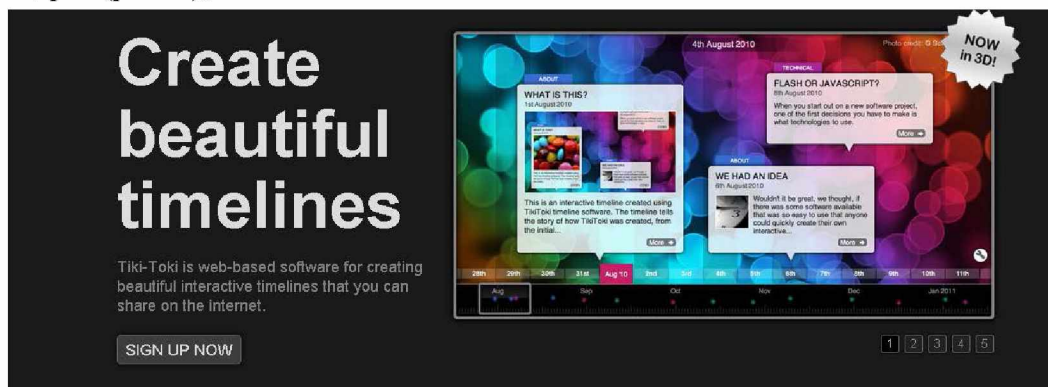 Create
beautiful
timelines
Tiki-Toki is web-based software for creating
beautiful interactive timelines that you can
share on the internet.
SIGN UP NOW
4th August 2010
Photo credit:
NOW
in 3D!
ABOUT
WHAT IS THIS?
1st August 2010
This is an interactive timeline created using
TikiToki timeline software. The timeline tells
the story of how TikiToki was created, from
the initial...
More
TECHNICAL
FLASH OR JAVASCRIPT?
8th August 2010
When you start out on a new software project,
one of the first decisions you have to make is
what technologies to use.
More
ABOUT
WE HAD AN IDEA
6th August 2010
Wouldn't it be great, we thought, if
there was some software available
that was so easy to use that anyone
could quickly create their own
interactive...
More
28th 29th 30th 31st Aug '10 2nd 3rd 4th 5th 6th 7th 8th 9th 10th 11th
Aug Sep Oct Nov Dec Jan 2011
1 2 3 4 5